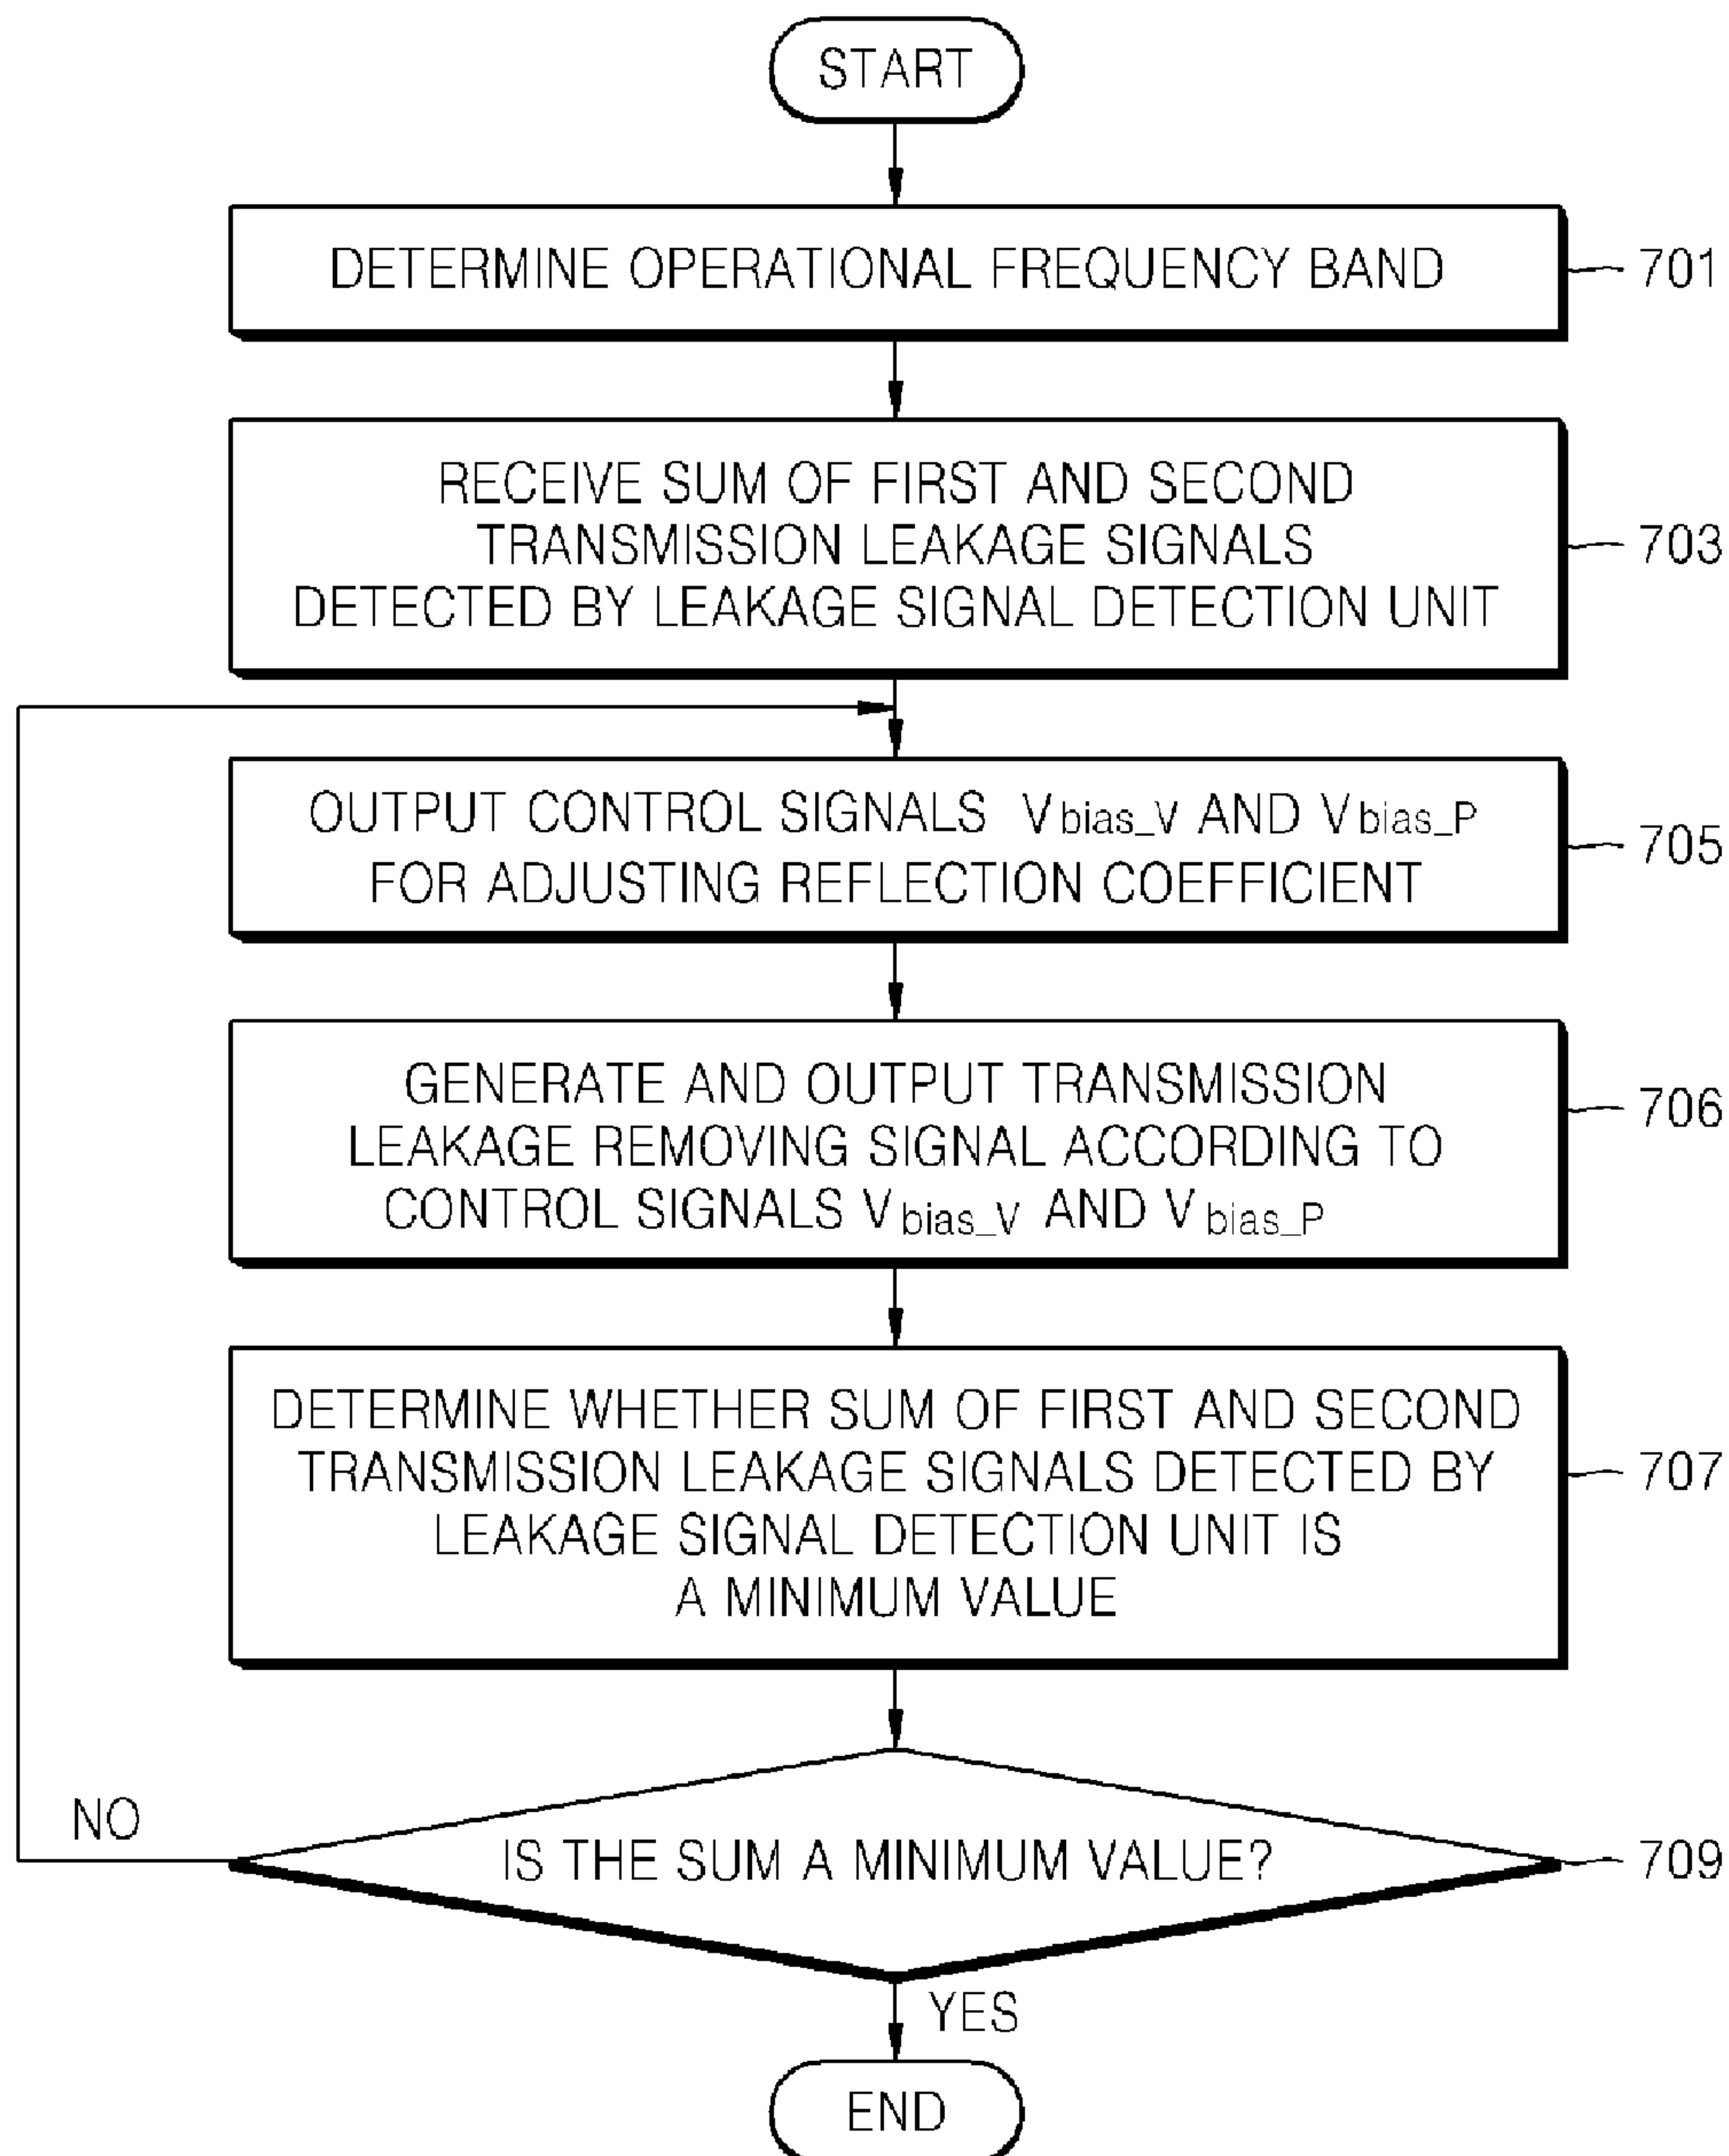 START
DETERMINE OPERATIONAL FREQUENCY BAND
701
RECEIVE SUM OF FIRST AND SECOND
TRANSMISSION LEAKAGE SIGNALS
DETECTED BY LEAKAGE SIGNAL DETECTION UNIT
703
OUTPUT CONTROL SIGNALS Vbias_V AND Vbias_P
FOR ADJUSTING REFLECTION COEFFICIENT
705
GENERATE AND OUTPUT TRANSMISSION
LEAKAGE REMOVING SIGNAL ACCORDING TO
CONTROL SIGNALS Vbias_V AND Vbias_P
706
DETERMINE WHETHER SUM OF FIRST AND SECOND
TRANSMISSION LEAKAGE SIGNALS DETECTED BY
LEAKAGE SIGNAL DETECTION UNIT IS
A MINIMUM VALUE
707
NO
IS THE SUM A MINIMUM VALUE?
709
YES
END